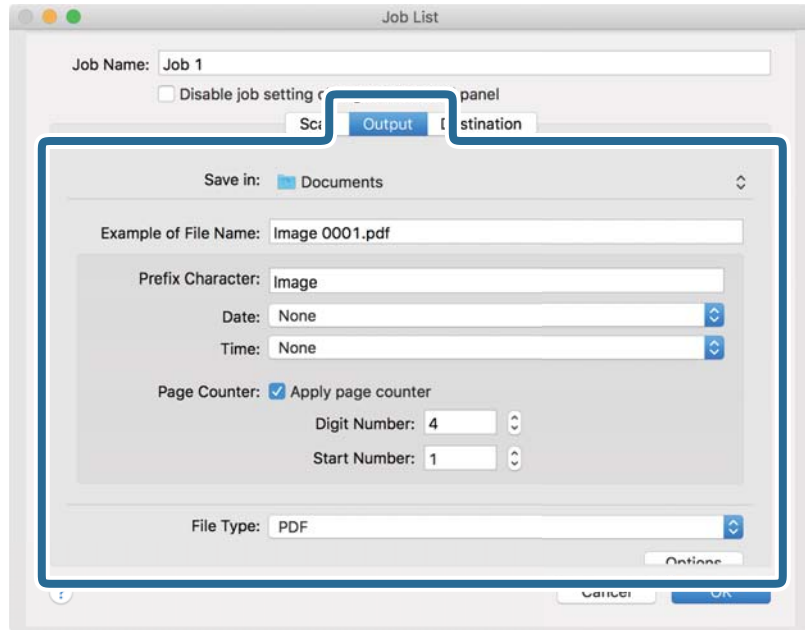 Job List
Job Name: Job 1
Disable job setting panel
Output
Save in: Documents
Example of File Name: Image 0001.pdf
Prefix Character: Image
Date: None
Time: None
Page Counter: Apply page counter
Digit Number: 4
Start Number: 1
File Type: PDF
Options
Cancel OK
?